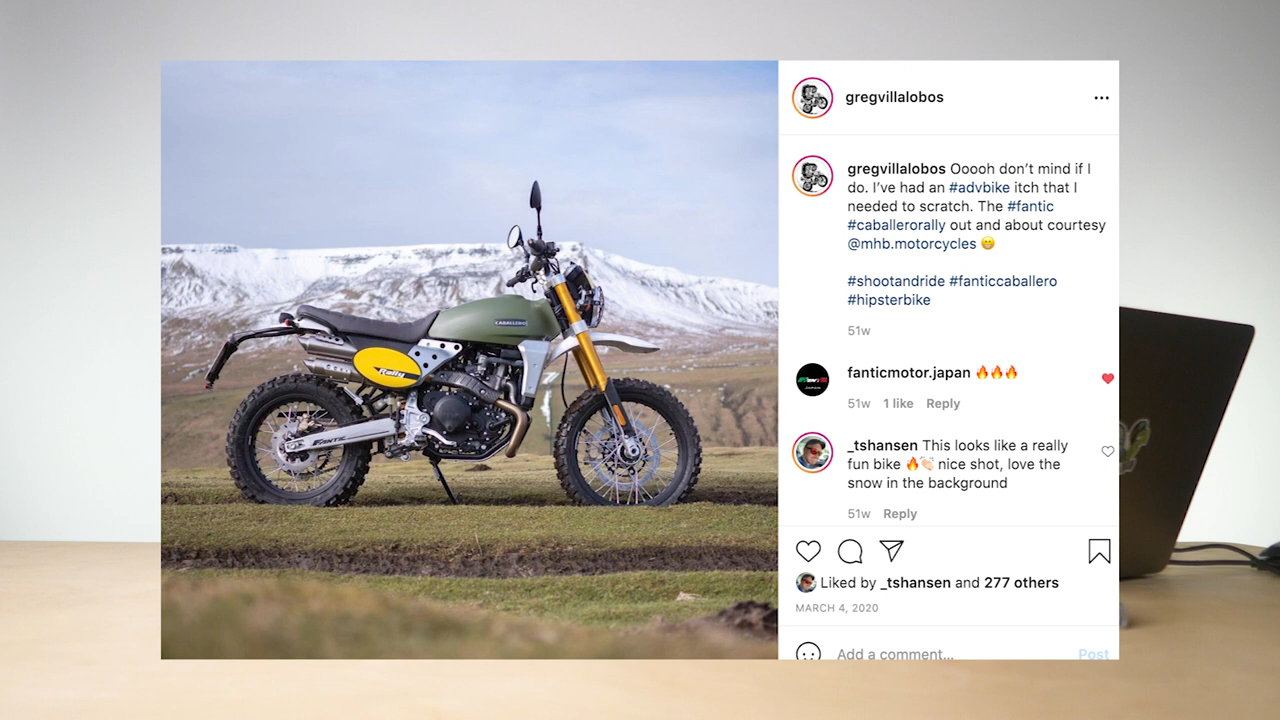 CABALLERO
Rally
FANTIC
gregvillalobos
gregvillalobos Ooooh don’t mind if I
do. I’ve had an #advbike itch that I
needed to scratch. The #fantic
#caballerorally out and about courtesy
@mhb.motorcycles 😁
#shootandride #fanticcaballero
#hipsterbike
51w
fanticmotor.japan 🔥🔥🔥
51w 1 like Reply
_tshansen This looks like a really
fun bike 🔥👏🏻 nice shot, love the
snow in the background
51w Reply
Liked by _tshansen and 277 others
MARCH 4, 2020
Add a comment...
Post